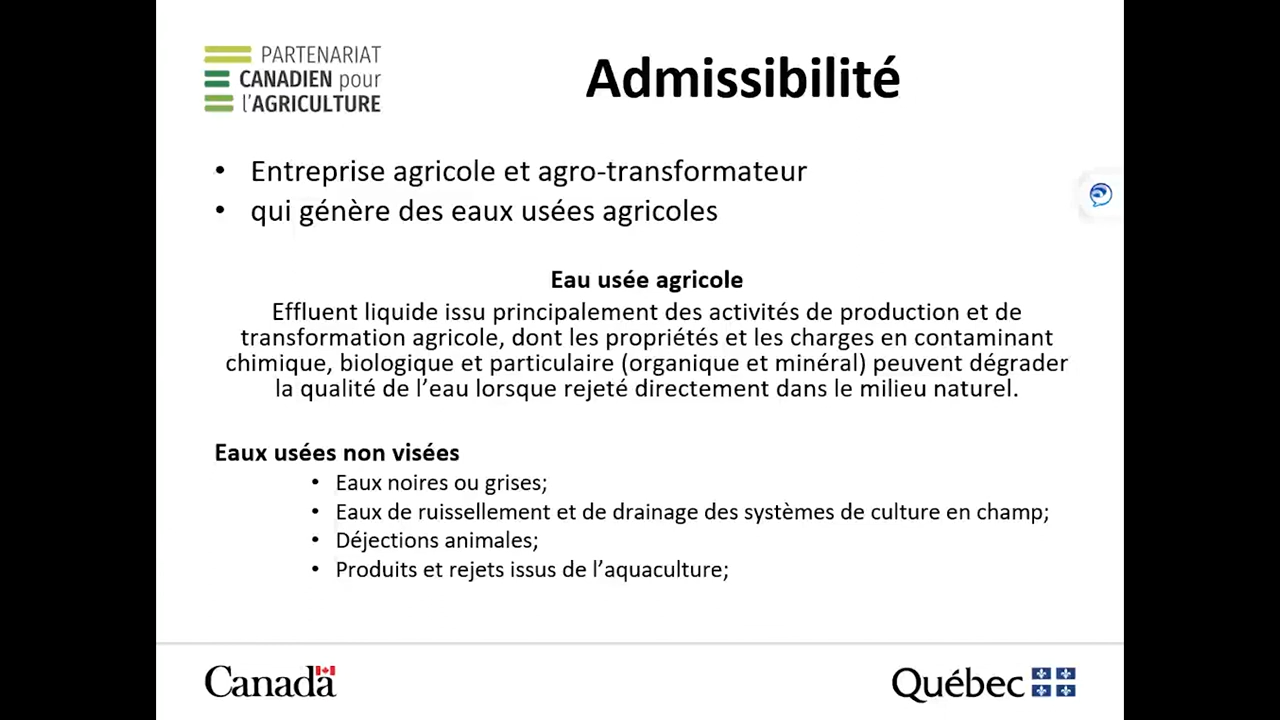 PARTENARIAT
CANADIEN pour
l'AGRICULTURE
Admissibilité
• Entreprise agricole et agro-transformateur
• qui génère des eaux usées agricoles
Eau usée agricole
Effluent liquide issu principalement des activités de production et de
transformation agricole, dont les propriétés et les charges en contaminant
chimique, biologique et particulaire (organique et minéral) peuvent dégrader
la qualité de l’eau lorsque rejeté directement dans le milieu naturel.
Eaux usées non visées
• Eaux noires ou grises;
• Eaux de ruissellement et de drainage des systèmes de culture en champ;
• Déjections animales;
• Produits et rejets issus de l’aquaculture;
Canada
Québec